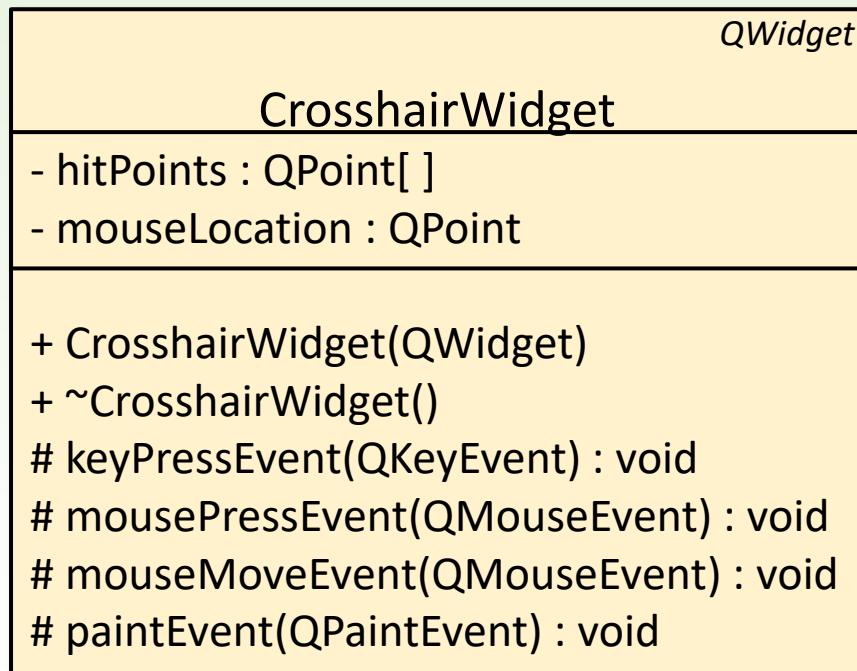 QWidget
CrosshairWidget
- hitPoints : QPoint[ ]
- mouseLocation : QPoint
+ CrosshairWidget(QWidget)
+ ~CrosshairWidget()
# keyPressEvent(QKeyEvent) : void
# mousePressEvent(QMouseEvent) : void
# mouseMoveEvent(QMouseEvent) : void
# paintEvent(QPaintEvent) : void